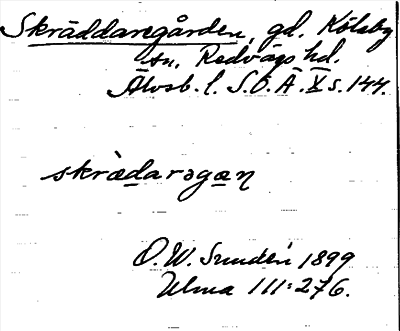 Skräddaregården, gd. Kölaby
sn, Redvägs hd.
Älvsb. l. S.O.Ä. X s. 144.
skrädaragan
O.W. Sundén 1899
Ulma 111:276.